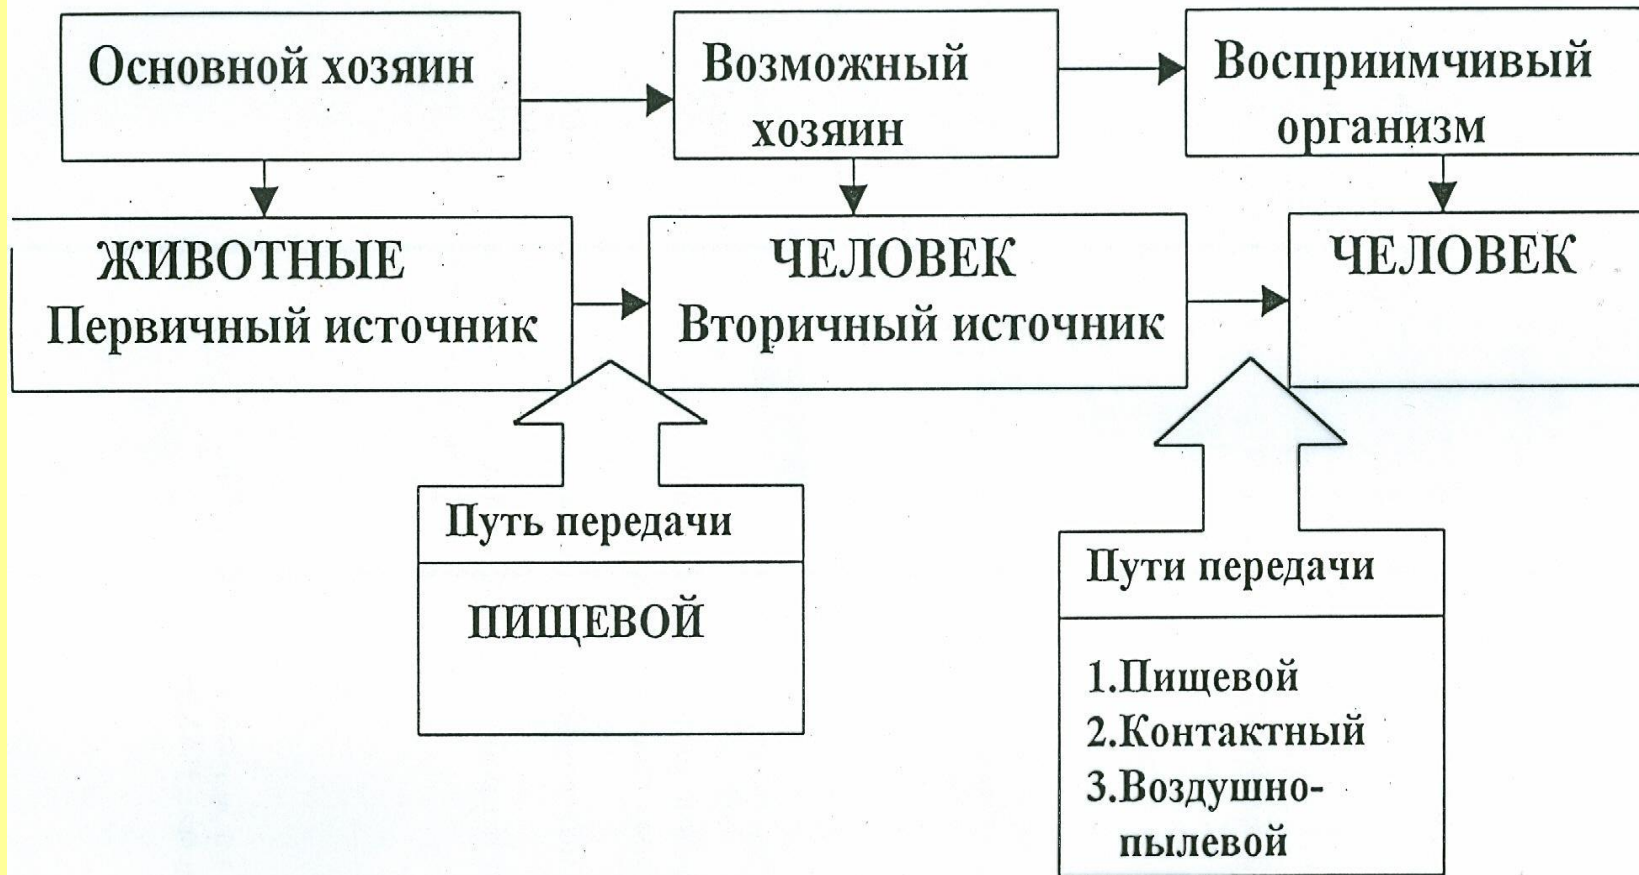 Основной хозяин
Возможный
хозяин
Восприимчивый
организм
ЖИВОТНЫЕ
Первичный источник
ЧЕЛОВЕК
Вторичный источник
ЧЕЛОВЕК
Путь передачи
ПИЩЕВОЙ
Пути передачи
1.Пищевой
2.Контактный
3.Воздушно-
пылевой